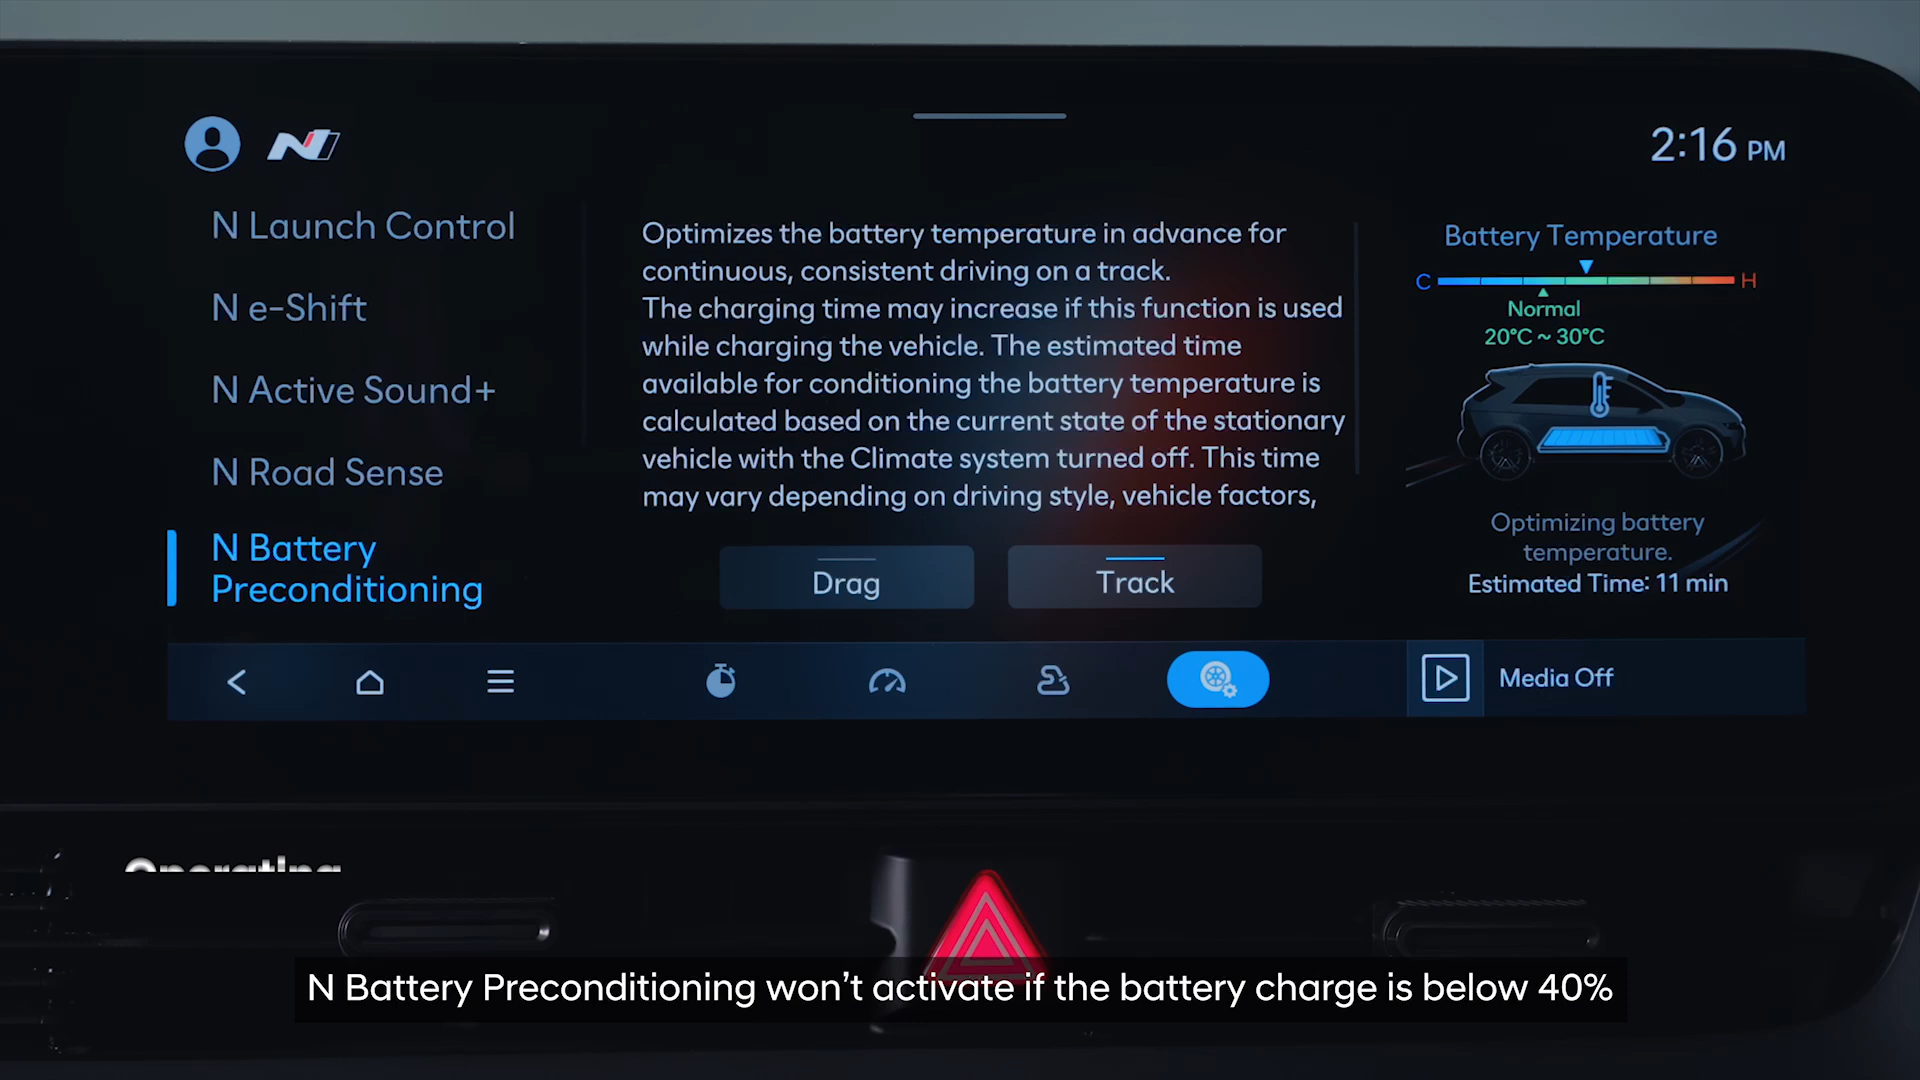 2:16 PM
N Launch Control
N e-Shift
N Active Sound+
N Road Sense
N Battery
Preconditioning
Optimizes the battery temperature in advance for
continuous, consistent driving on a track.
The charging time may increase if this function is used
while charging the vehicle. The estimated time
available for conditioning the battery temperature is
calculated based on the current state of the stationary
vehicle with the Climate system turned off. This time
may vary depending on driving style, vehicle factors,
Drag
Track
Battery Temperature
C H
Normal
20°C ~ 30°C
Optimizing battery
temperature.
Estimated Time: 11 min
Media Off
Operating
N Battery Preconditioning won't activate if the battery charge is below 40%